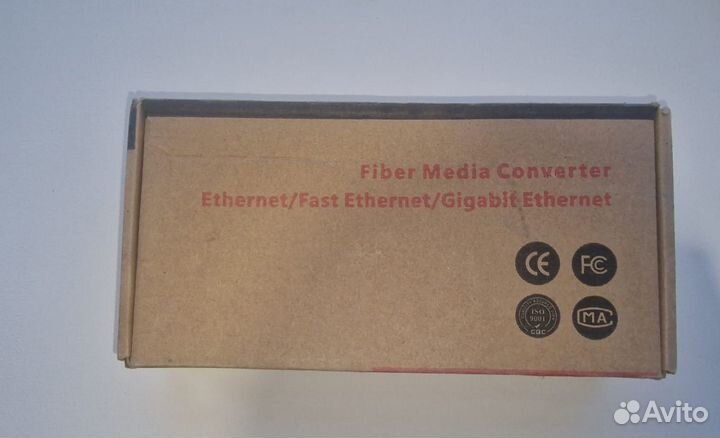 Fiber Media Converter
Ethernet/Fast Ethernet/Gigabit Ethernet
CE FC
ISO
9001
CQC
MA
Avito